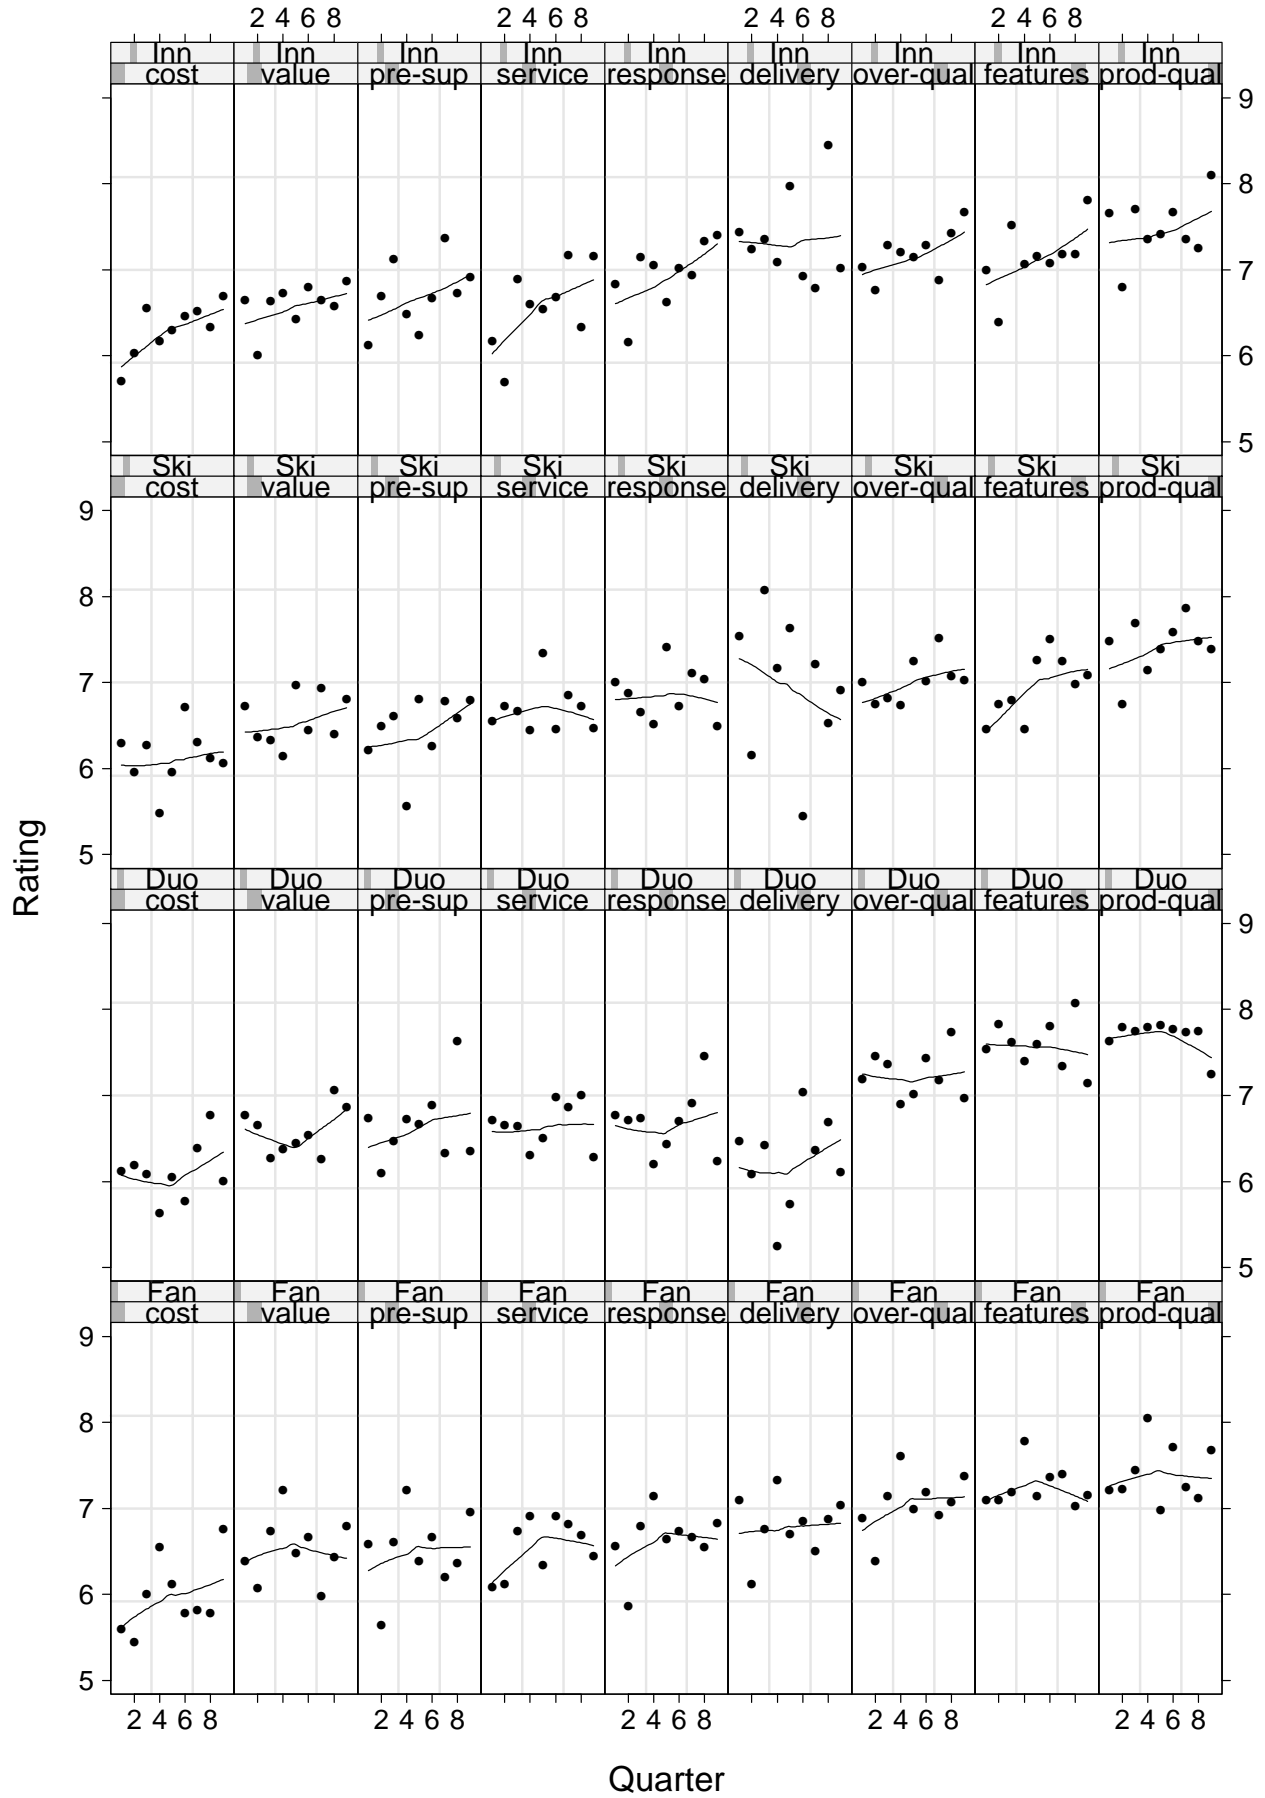 2 4 6 8 2 4 6 8 2 4 6 8
Inn Inn Inn Inn Inn Inn Inn Inn Inn
cost value pre-sup service response delivery over-qual features prod-qual
9
8
7
6
5
Ski Ski Ski Ski Ski Ski Ski Ski Ski
cost value pre-sup service response delivery over-qual features prod-qual
9
8
7
6
5
Duo Duo Duo Duo Duo Duo Duo Duo Duo
cost value pre-sup service response delivery over-qual features prod-qual
9
8
7
6
5
Fan Fan Fan Fan Fan Fan Fan Fan Fan
cost value pre-sup service response delivery over-qual features prod-qual
9
8
7
6
5
2 4 6 8 2 4 6 8 2 4 6 8 2 4 6 8 2 4 6 8
Rating
Quarter